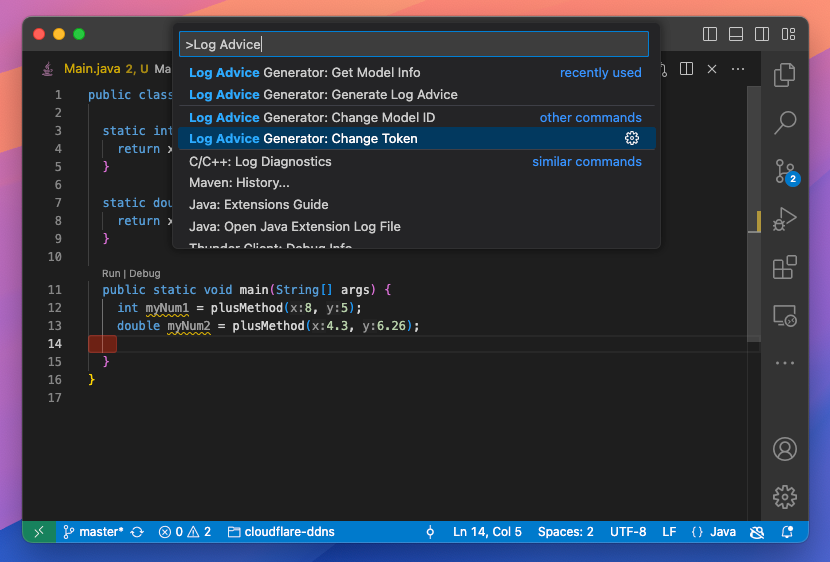 >Log Advice
Main.java 2, U Ma
Log Advice Generator: Get Model Info recently used
Log Advice Generator: Generate Log Advice
Log Advice Generator: Change Model ID other commands
Log Advice Generator: Change Token
C/C++: Log Diagnostics similar commands
Maven: History...
Java: Extensions Guide
Java: Open Java Extension Log File
Thunder Client: Debug Info
1 public class
2
3 static int
4 return x
5 }
6
7 static dou
8 return x
9 }
10
Run | Debug
11 public static void main(String[] args) {
12 int myNum1 = plusMethod(x:8, y:5);
13 double myNum2 = plusMethod(x:4.3, y:6.26);
14
15 }
16 }
17
2
master* 0 2 cloudflare-ddns Ln 14, Col 5 Spaces: 2 UTF-8 LF {} Java